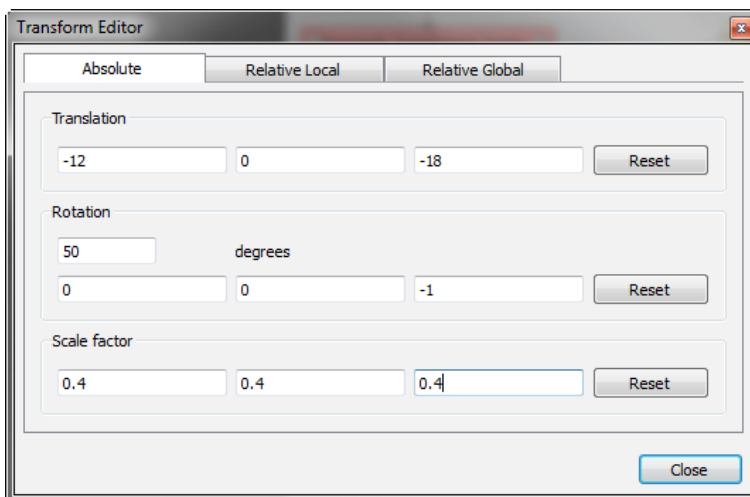 Transform Editor
Absolute Relative Local Relative Global
Translation
-12 0 -18 Reset
Rotation
50 degrees
0 0 -1 Reset
Scale factor
0.4 0.4 0.4 Reset
Close